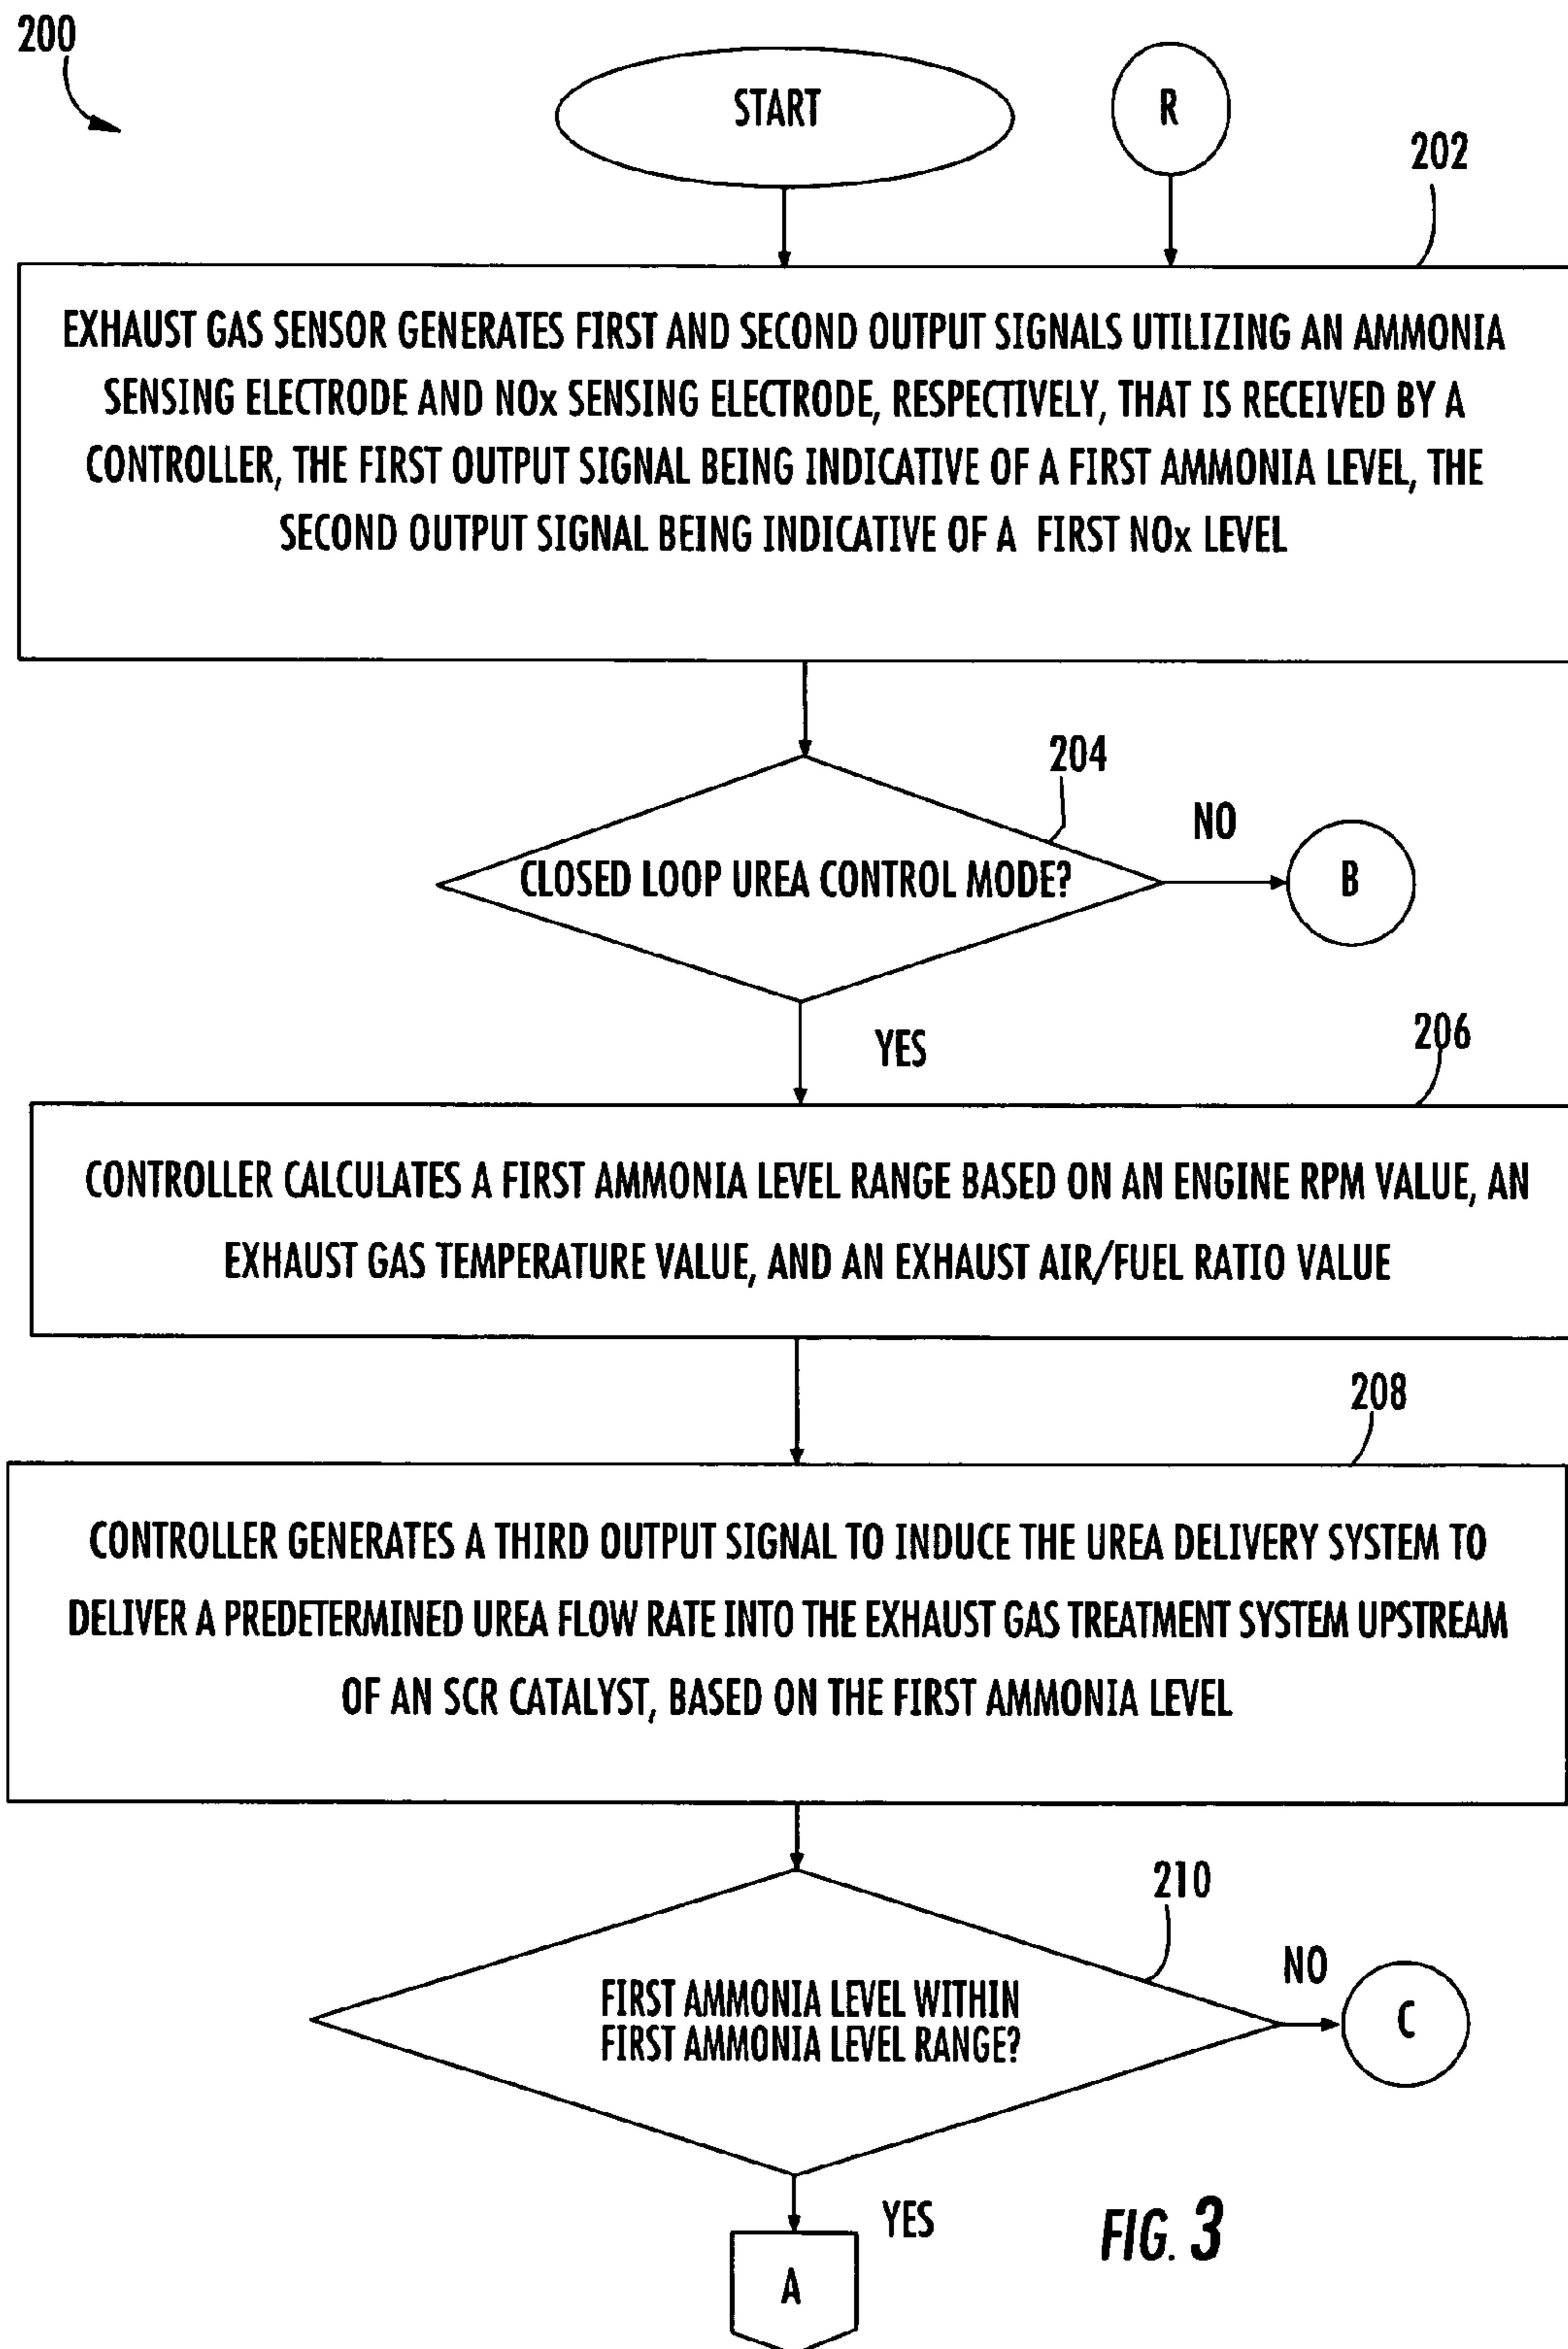 200
START
R
202
EXHAUST GAS SENSOR GENERATES FIRST AND SECOND OUTPUT SIGNALS UTILIZING AN AMMONIA
SENSING ELECTRODE AND NOx SENSING ELECTRODE, RESPECTIVELY, THAT IS RECEIVED BY A
CONTROLLER, THE FIRST OUTPUT SIGNAL BEING INDICATIVE OF A FIRST AMMONIA LEVEL, THE
SECOND OUTPUT SIGNAL BEING INDICATIVE OF A FIRST NOx LEVEL
204
NO
CLOSED LOOP UREA CONTROL MODE?
B
YES
206
CONTROLLER CALCULATES A FIRST AMMONIA LEVEL RANGE BASED ON AN ENGINE RPM VALUE, AN
EXHAUST GAS TEMPERATURE VALUE, AND AN EXHAUST AIR/FUEL RATIO VALUE
208
CONTROLLER GENERATES A THIRD OUTPUT SIGNAL TO INDUCE THE UREA DELIVERY SYSTEM TO
DELIVER A PREDETERMINED UREA FLOW RATE INTO THE EXHAUST GAS TREATMENT SYSTEM UPSTREAM
OF AN SCR CATALYST, BASED ON THE FIRST AMMONIA LEVEL
210
NO
FIRST AMMONIA LEVEL WITHIN
FIRST AMMONIA LEVEL RANGE?
C
YES
A
FIG. 3